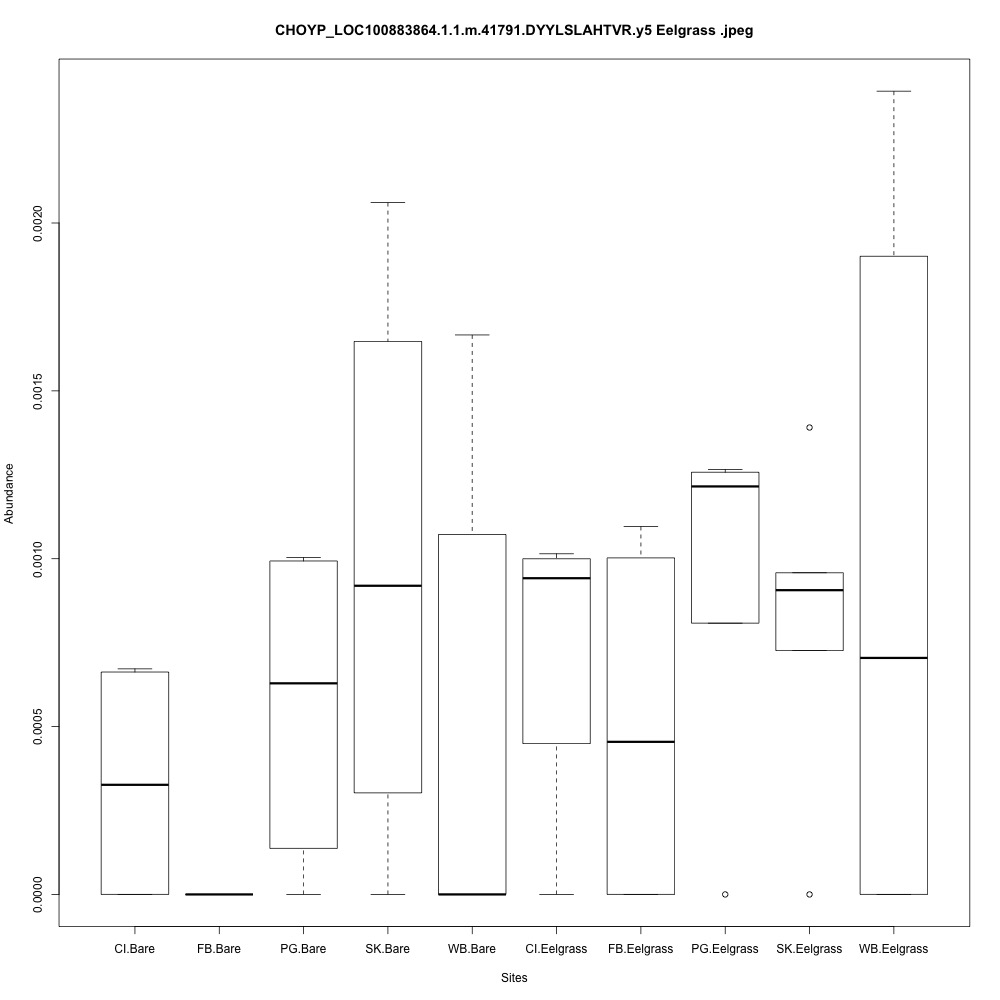 CHOYP_LOC100883864.1.1.m.41791.DYYLSLAHTVR.y5 Eelgrass .jpeg
Abundance
0.0020
0.0015
0.0010
0.0005
0.0000
CI.Bare FB.Bare PG.Bare SK.Bare WB.Bare CI.Eelgrass FB.Eelgrass PG.Eelgrass SK.Eelgrass WB.Eelgrass
Sites